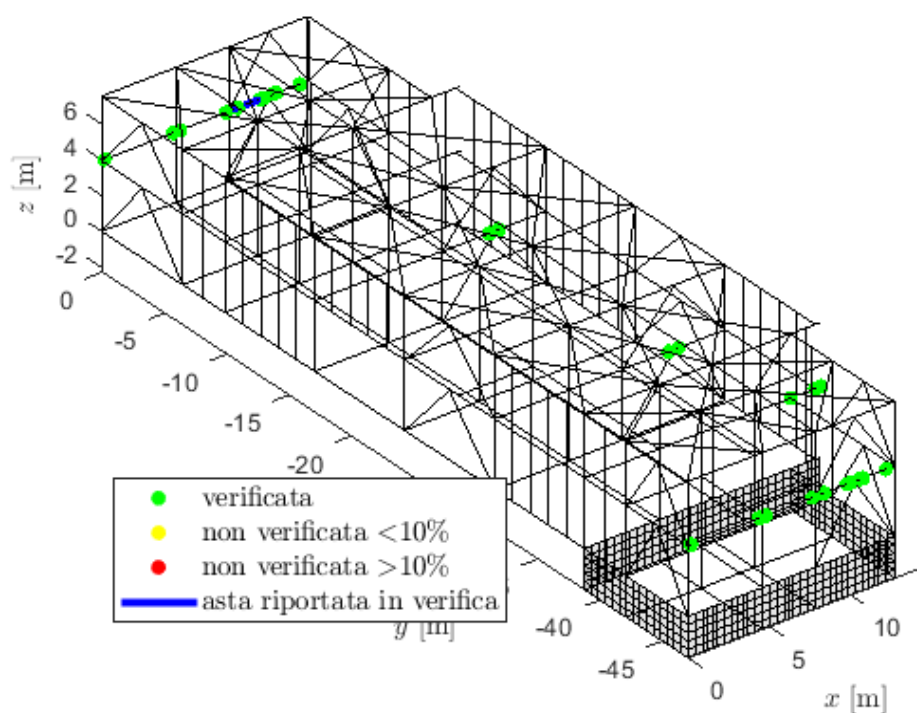 6
4
2
0
-2
z [m]
0
-5
-10
-15
-20
-40
-45
y [m]
0
5
10
x [m]
verificata
non verificata <10%
non verificata >10%
asta riportata in verifica